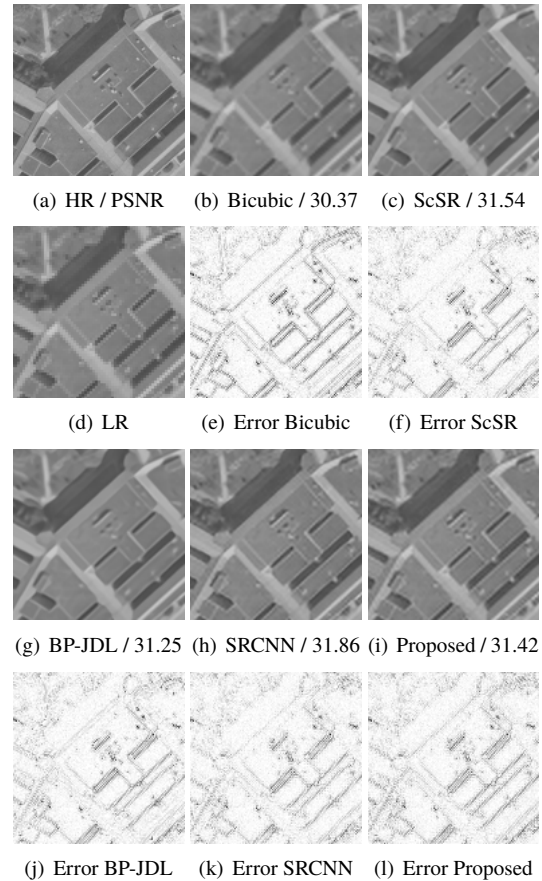 (a) HR / PSNR
(b) Bicubic / 30.37
(c) ScSR / 31.54
(d) LR
(e) Error Bicubic
(f) Error ScSR
(g) BP-JDL / 31.25
(h) SRCNN / 31.86
(i) Proposed / 31.42
(j) Error BP-JDL
(k) Error SRCNN
(l) Error Proposed